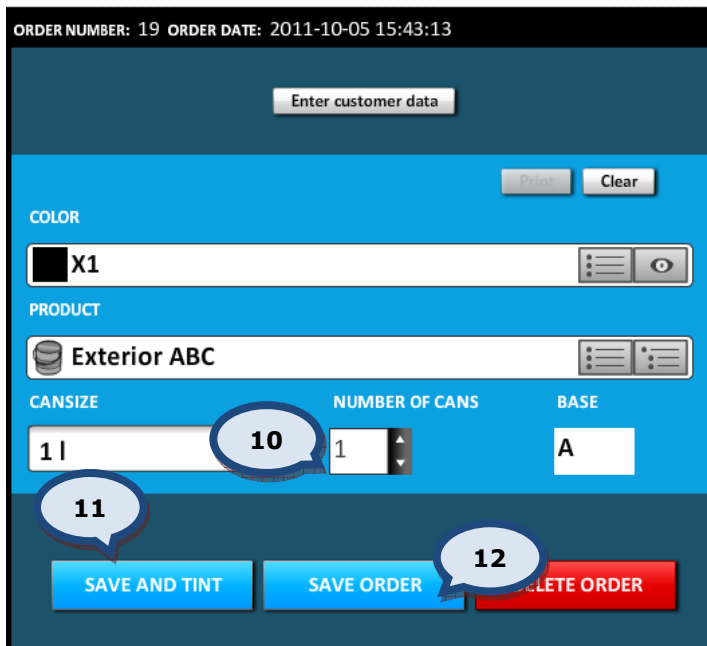 ORDER NUMBER: 19 ORDER DATE: 2011-10-05 15:43:13
Enter customer data
Print Clear
COLOR
X1
PRODUCT
Exterior ABC
CANSIZE NUMBER OF CANS BASE
1 l 10 1 A
11
12
SAVE AND TINT SAVE ORDER DELETE ORDER